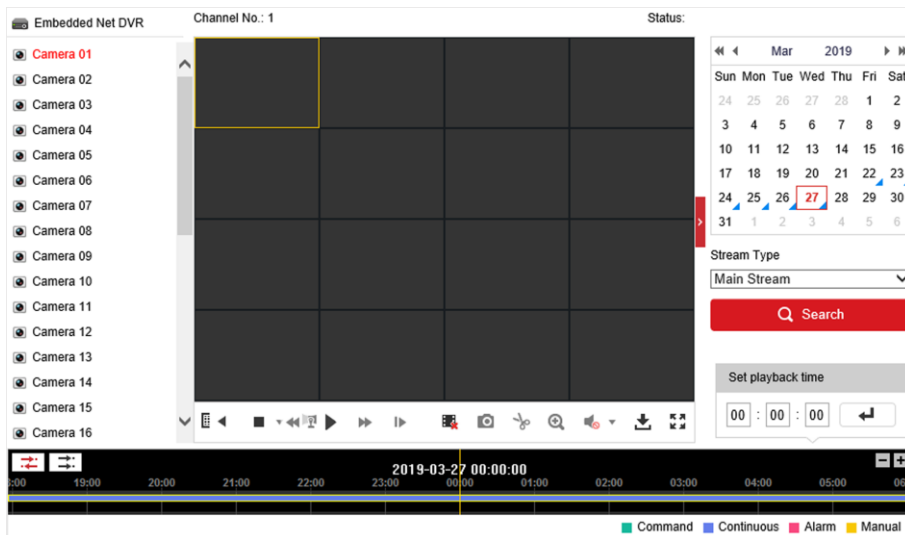 Embedded Net DVR
Channel No.: 1
Status:
Camera 01
Camera 02
Camera 03
Camera 04
Camera 05
Camera 06
Camera 07
Camera 08
Camera 09
Camera 10
Camera 11
Camera 12
Camera 13
Camera 14
Camera 15
Camera 16
Mar 2019
Sun Mon Tue Wed Thu Fri Sat
24 25 26 27 28 1 2
3 4 5 6 7 8 9
10 11 12 13 14 15 16
17 18 19 20 21 22 23
24 25 26 27 28 29 30
31 1 2 3 4 5 6
Stream Type
Main Stream
Search
Set playback time
00 : 00 : 00
2019-03-27 00:00:00
:00 19:00 20:00 21:00 22:00 23:00 00:00 01:00 02:00 03:00 04:00 05:00 06
Command Continuous Alarm Manual